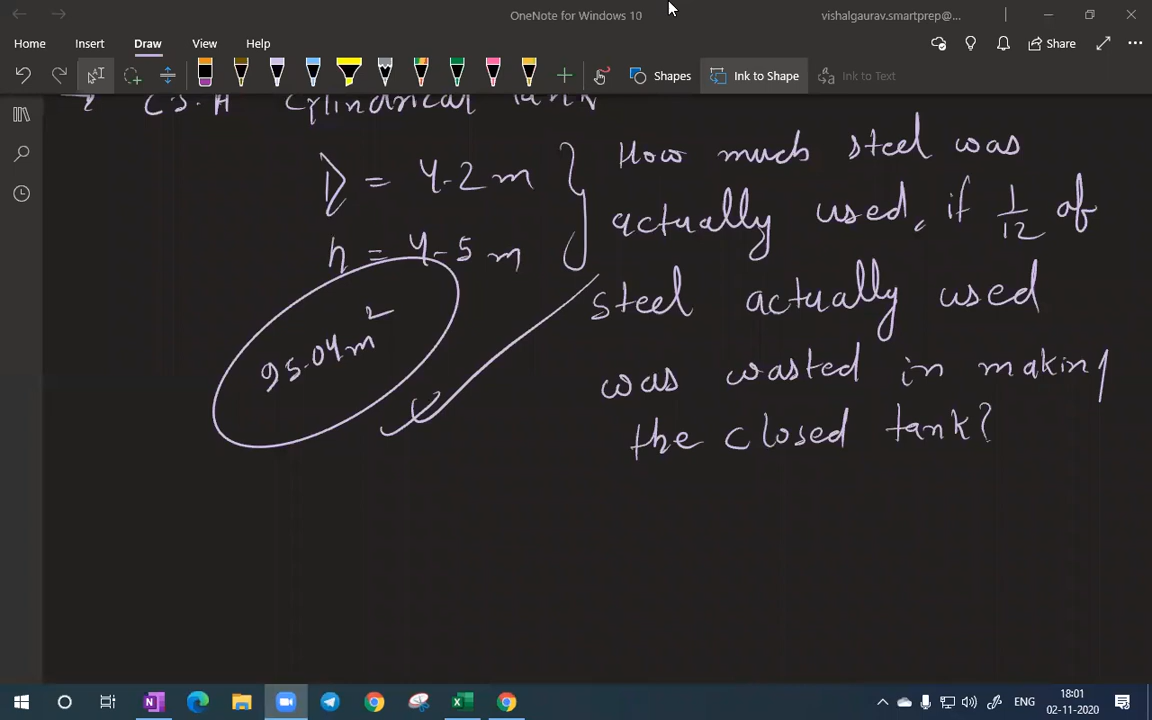 OneNote for Windows 10
vishalgaurav.smartprep@...
Home Insert Draw View Help
Share
Shapes
Ink to Shape
Ink to Text
C.S.A Cylindrical Tank
D = 4.2 m
h = 4.5 m
95.04 m²
How much steel was
actually used, if 1/12 of
steel actually used
was wasted in making
the closed tank?
ENG
18:01
02-11-2020